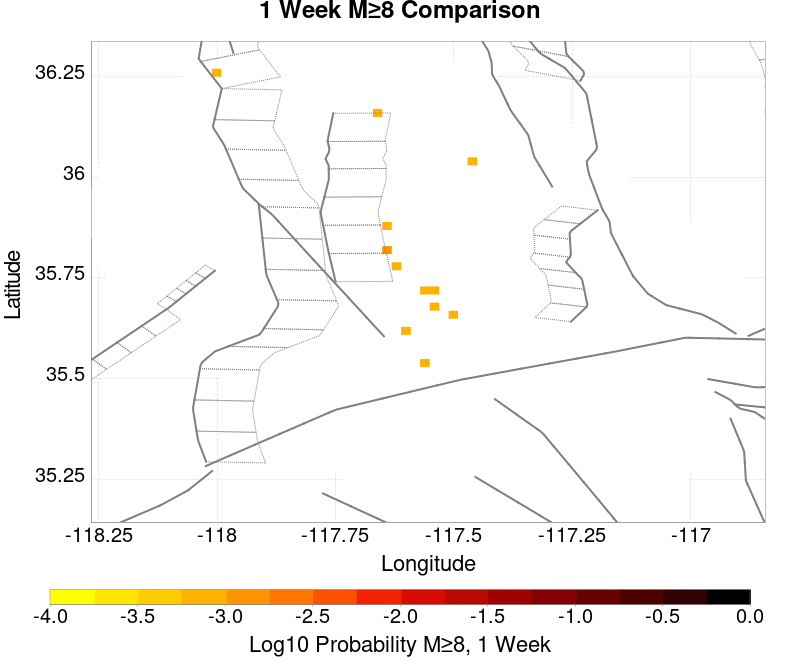 1 Week M≥8 Comparison
36.25
36
35.75
35.5
35.25
Latitude
-118.25 -118 -117.75 -117.5 -117.25 -117
Longitude
-4.0 -3.5 -3.0 -2.5 -2.0 -1.5 -1.0 -0.5 0.0
Log10 Probability M≥8, 1 Week